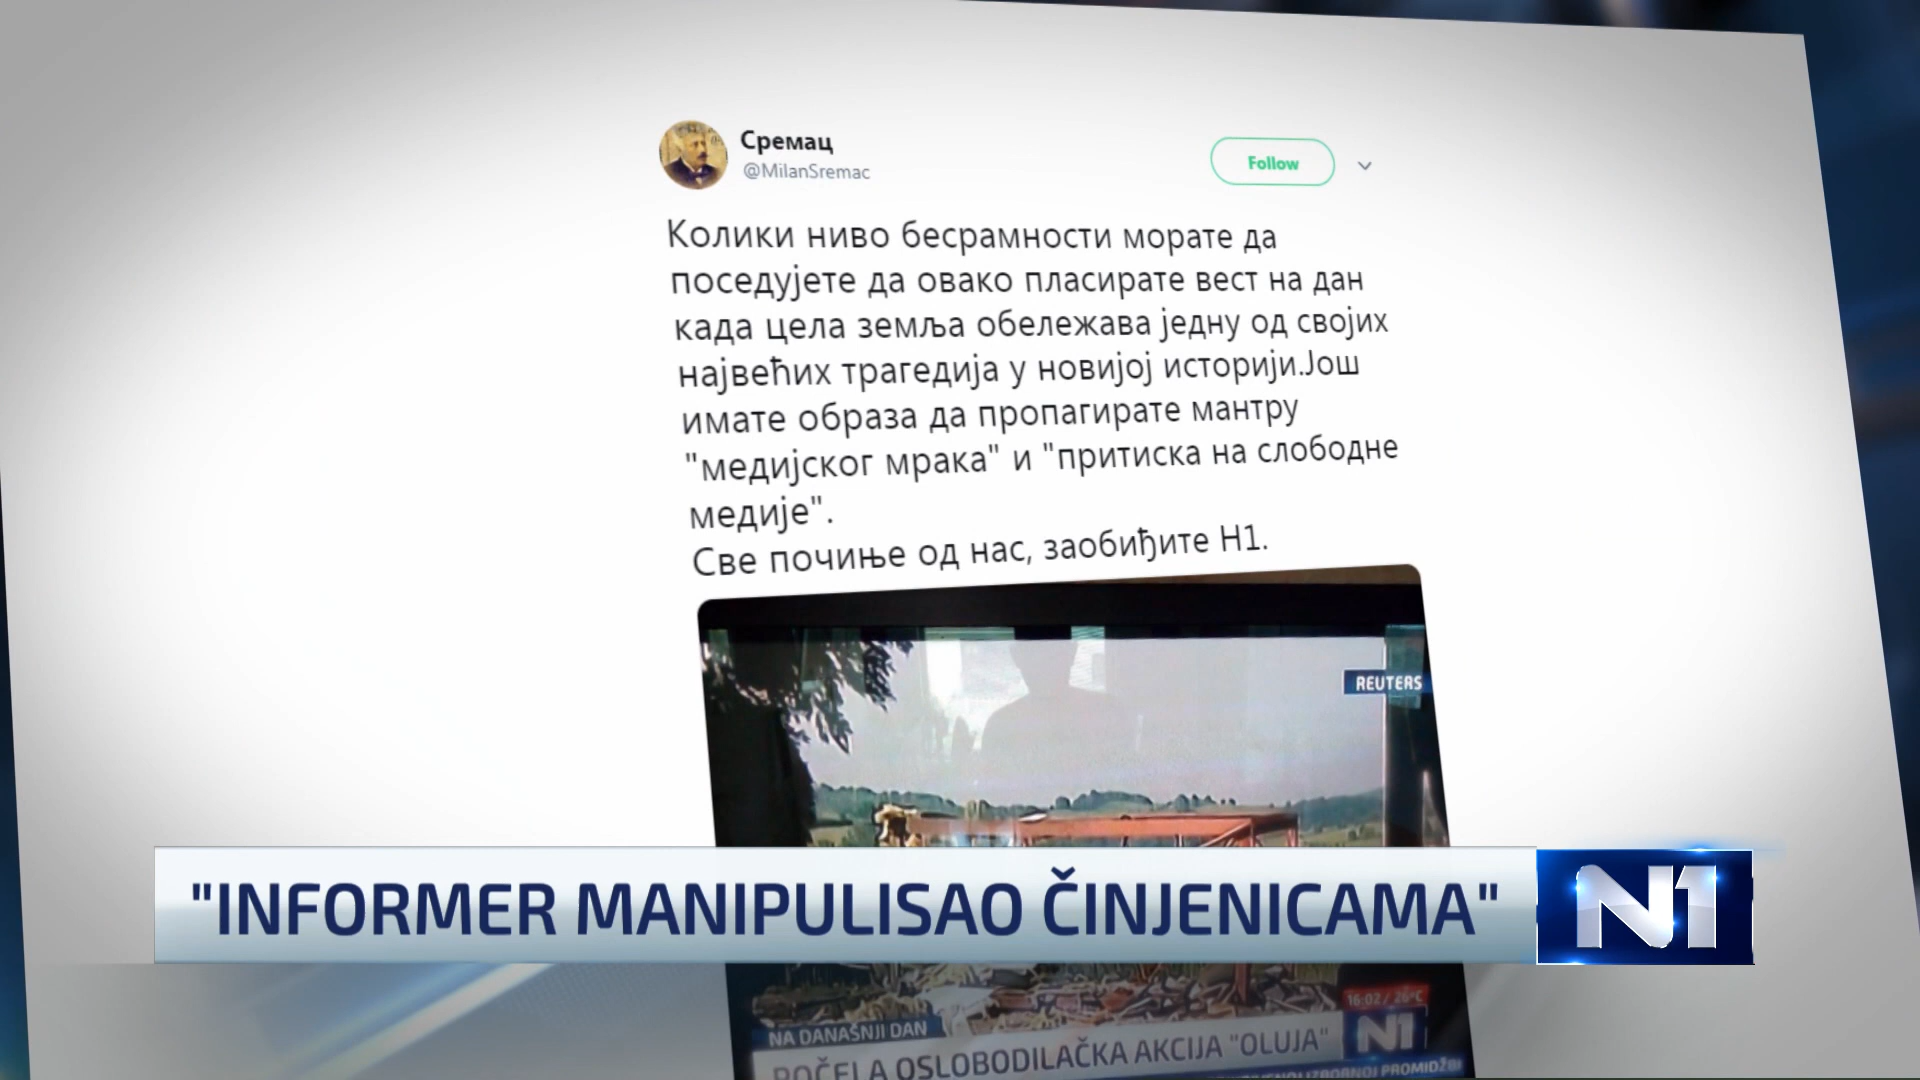 Сремац
@MilanSremac
Follow
Колики ниво бесрамности морате да
поседујете да овако пласирате вест на дан
када цела земља обележава једну од својих
највећих трагедија у новијој историји.Још
имате образа да пропагирате мантру
"медијског мрака" и "притиска на слободне
медије".
Све почиње од нас, заобиђите Н1.
REUTERS
"INFORMER MANIPULISAO ČINJENICAMA"
N1
16:02 / 26°C
NA DANAŠNJI DAN
N1
POČELA OSLOBODILAČKA AKCIJA "OLUJA"
PROMIDŽBI